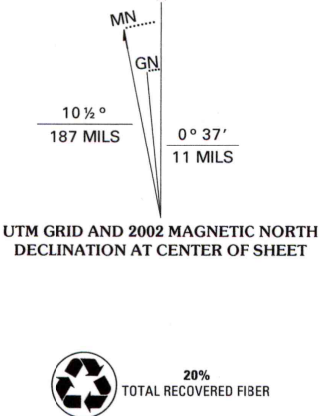 MN
GN
10 ½ °
187 MILS
0° 37′
11 MILS
UTM GRID AND 2002 MAGNETIC NORTH
DECLINATION AT CENTER OF SHEET
20%
TOTAL RECOVERED FIBER